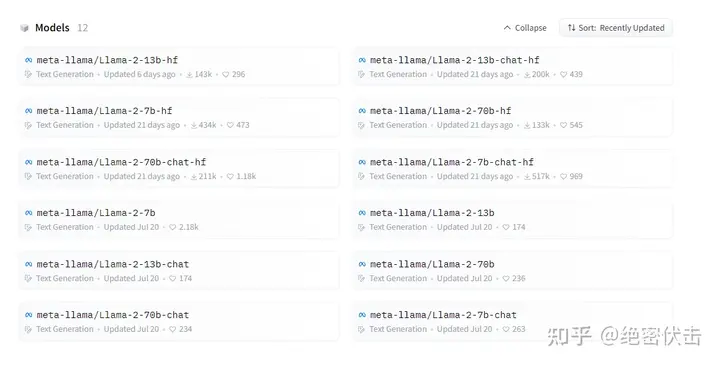 Models 12
Collapse
Sort: Recently Updated
meta-llama/Llama-2-13b-hf
Text Generation • Updated 6 days ago • 143k • 296
meta-llama/Llama-2-13b-chat-hf
Text Generation • Updated 21 days ago • 200k • 439
meta-llama/Llama-2-7b-hf
Text Generation • Updated 21 days ago • 434k • 473
meta-llama/Llama-2-70b-hf
Text Generation • Updated 21 days ago • 133k • 545
meta-llama/Llama-2-70b-chat-hf
Text Generation • Updated 21 days ago • 211k • 1.18k
meta-llama/Llama-2-7b-chat-hf
Text Generation • Updated 21 days ago • 517k • 969
meta-llama/Llama-2-7b
Text Generation • Updated Jul 20 • 2.18k
meta-llama/Llama-2-13b
Text Generation • Updated Jul 20 • 174
meta-llama/Llama-2-13b-chat
Text Generation • Updated Jul 20 • 174
meta-llama/Llama-2-70b
Text Generation • Updated Jul 20 • 236
meta-llama/Llama-2-70b-chat
Text Generation • Updated Jul 20 • 234
meta-llama/Llama-2-7b-chat
Text Generation • Updated Jul 20 • 263
知乎 @绝密伏击